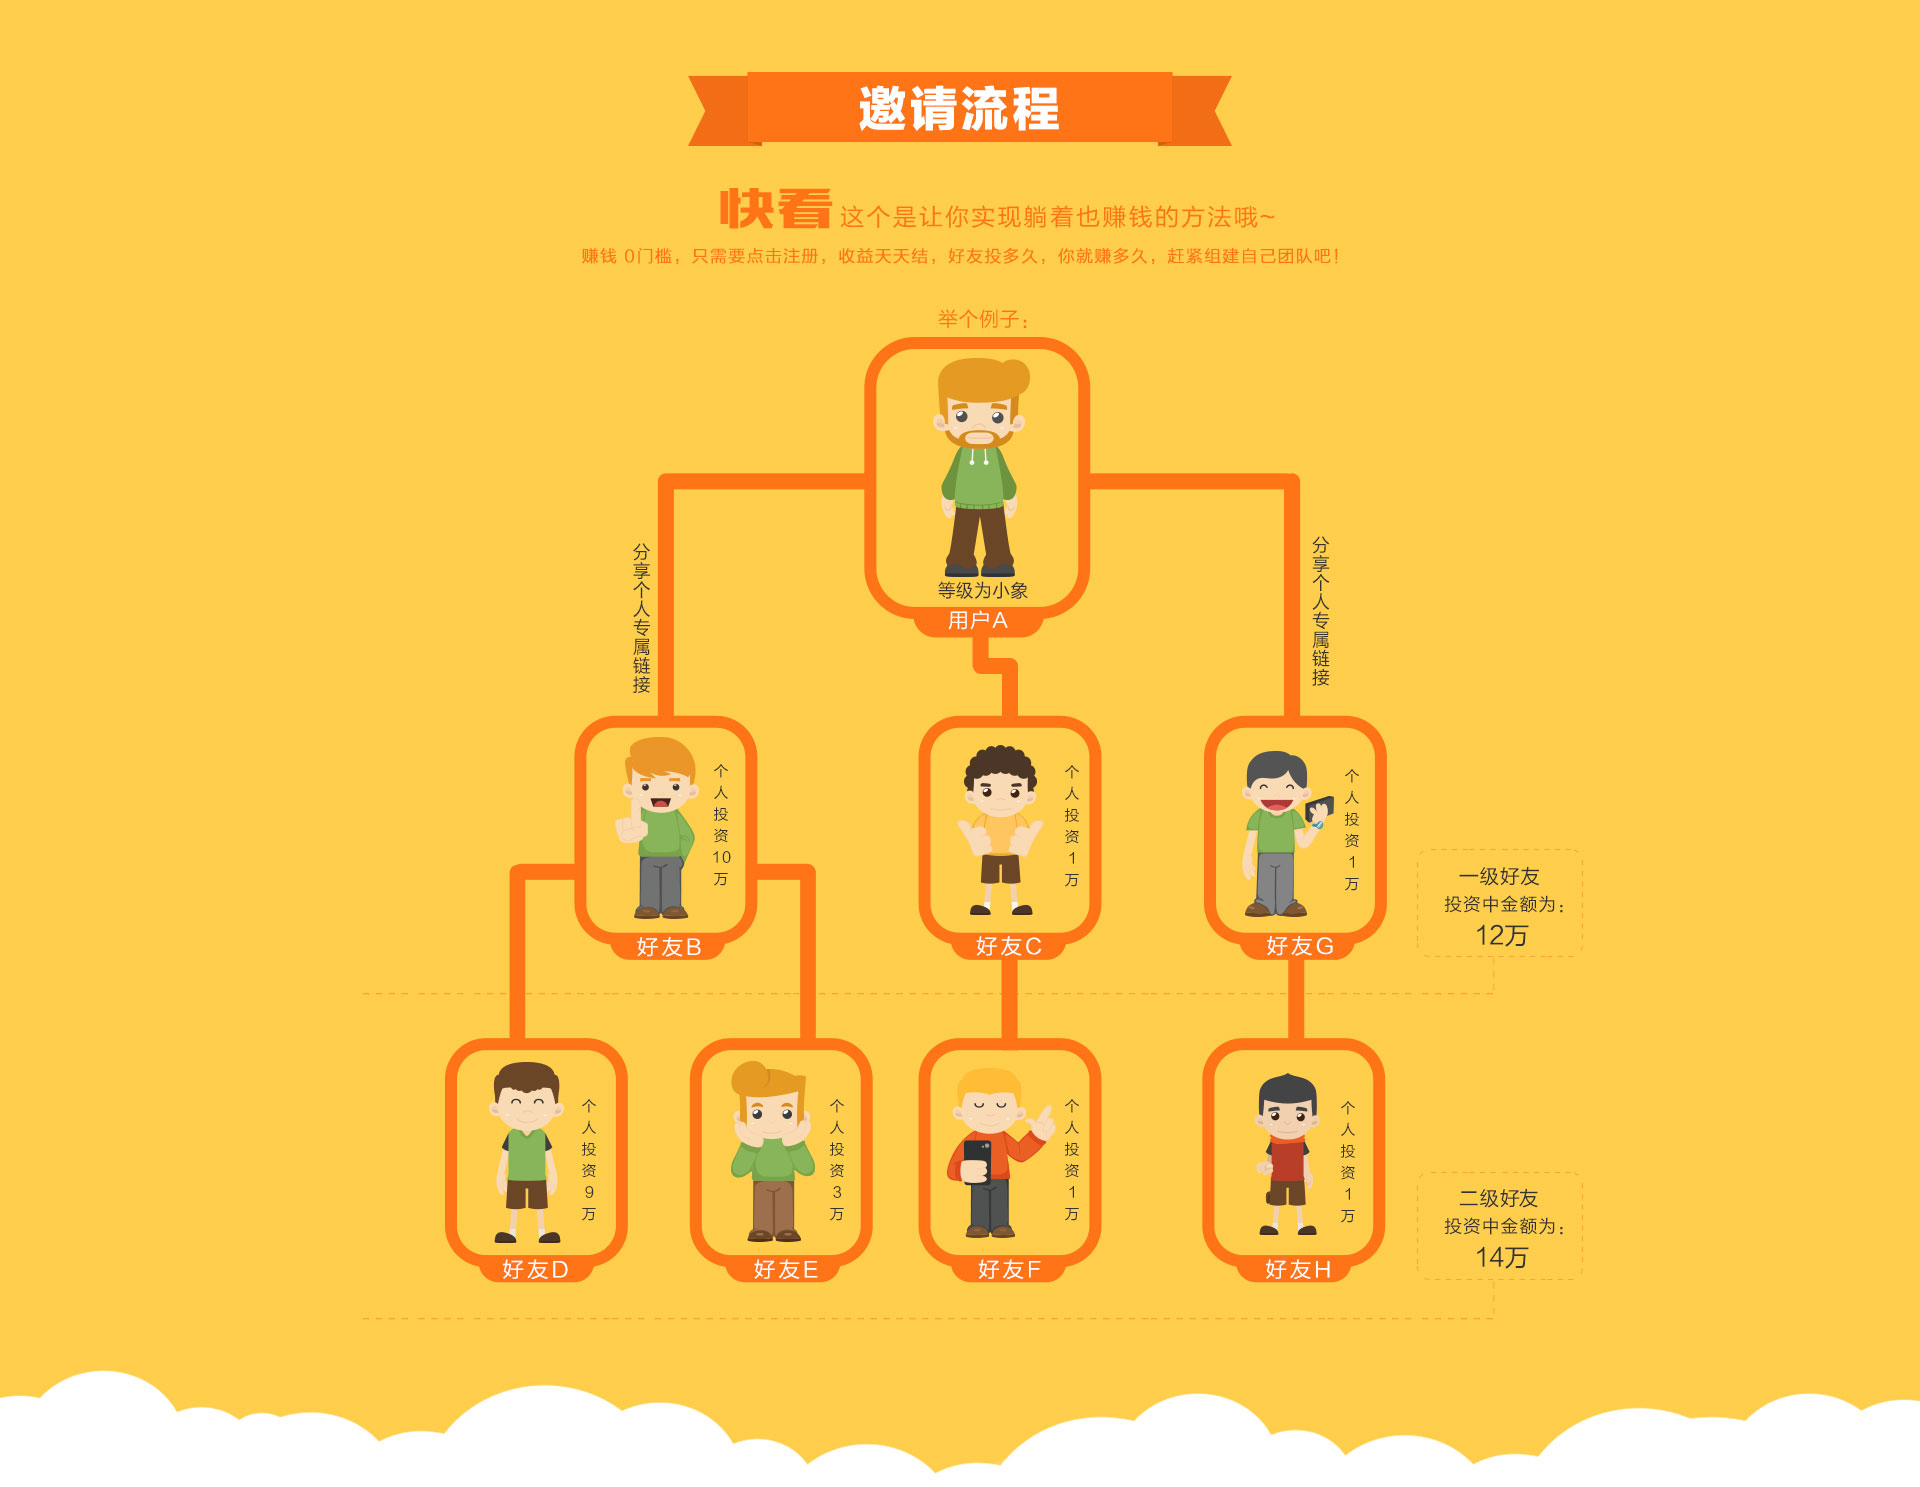 邀请流程
快看 这个是让你实现躺着也赚钱的方法哦~
赚钱 0门槛，只需要点击注册，收益天天结，好友投多久，你就赚多久，赶紧组建自己团队吧！
举个例子：
等级为小象
用户A
分享个人专属链接
分享个人专属链接
个人投资10万
好友B
个人投资1万
好友C
个人投资1万
好友G
一级好友
投资中金额为：
12万
个人投资9万
好友D
个人投资3万
好友E
个人投资1万
好友F
个人投资1万
好友H
二级好友
投资中金额为：
14万